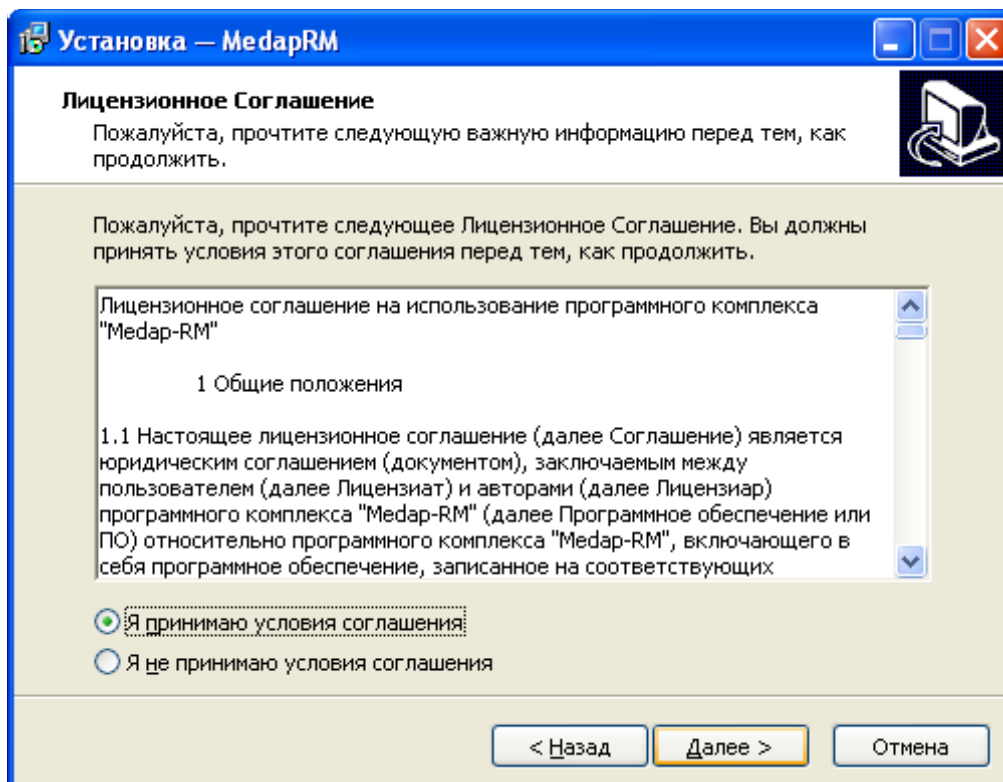 Установка — MedapRM
Лицензионное Соглашение
Пожалуйста, прочтите следующую важную информацию перед тем, как
продолжить.
Пожалуйста, прочтите следующее Лицензионное Соглашение. Вы должны
принять условия этого соглашения перед тем, как продолжить.
Лицензионное соглашение на использование программного комплекса
"Medap-RM"
1 Общие положения
1.1 Настоящее лицензионное соглашение (далее Соглашение) является
юридическим соглашением (документом), заключаемым между
пользователем (далее Лицензиат) и авторами (далее Лицензиар)
программного комплекса "Medap-RM" (далее Программное обеспечение или
ПО) относительно программного комплекса "Medap-RM", включающего в
себя программное обеспечение, записанное на соответствующих
Я принимаю условия соглашения
Я не принимаю условия соглашения
< Назад
Далее >
Отмена